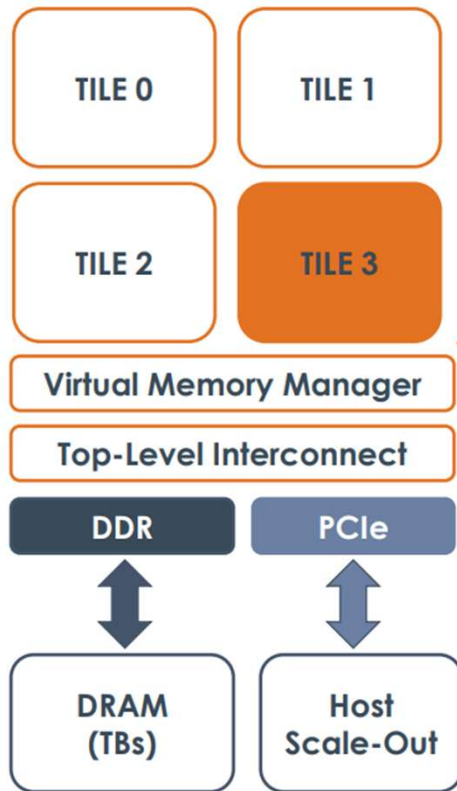 TILE 0
TILE 1
TILE 2
TILE 3
Virtual Memory Manager
Top-Level Interconnect
DDR
PCIe
DRAM
(TBs)
Host
Scale-Out